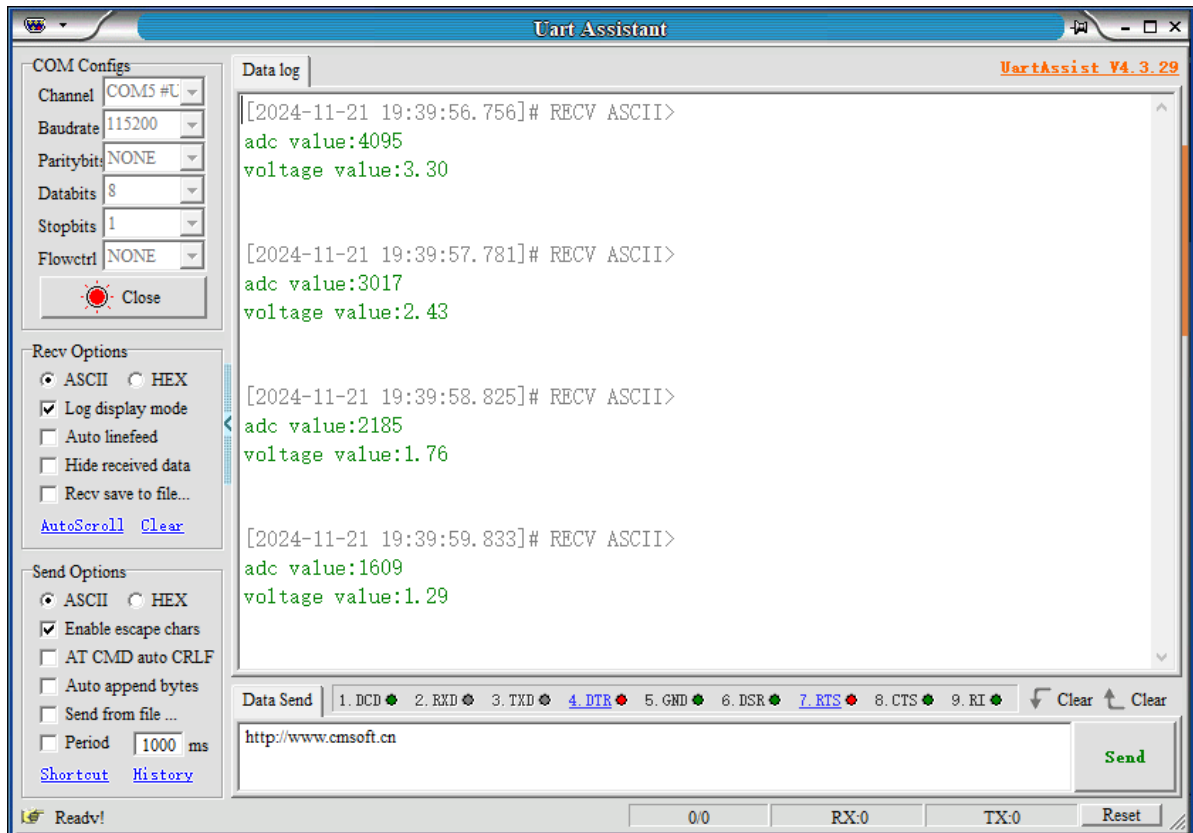 Uart Assistant
COM Configs
Channel COM5 #U
Baudrate 115200
Paritybit: NONE
Databits 8
Stopbits 1
Flowctrl NONE
Close
Recv Options
ASCII HEX
Log display mode
Auto linefeed
Hide received data
Recv save to file...
AutoScroll Clear
Send Options
ASCII HEX
Enable escape chars
AT CMD auto CRLF
Auto append bytes
Send from file ...
Period 1000 ms
Shortcut History
Data log
UartAssist V4.3.29
[2024-11-21 19:39:56.756]# RECV ASCII>
adc value:4095
voltage value:3.30
[2024-11-21 19:39:57.781]# RECV ASCII>
adc value:3017
voltage value:2.43
[2024-11-21 19:39:58.825]# RECV ASCII>
adc value:2185
voltage value:1.76
[2024-11-21 19:39:59.833]# RECV ASCII>
adc value:1609
voltage value:1.29
Data Send 1. DCD 2. RXD 3. TXD 4. DTR 5. GND 6. DSR 7. RTS 8. CTS 9. RI Clear Clear
http://www.cmsoft.cn
Send
Ready! 0/0 RX:0 TX:0 Reset